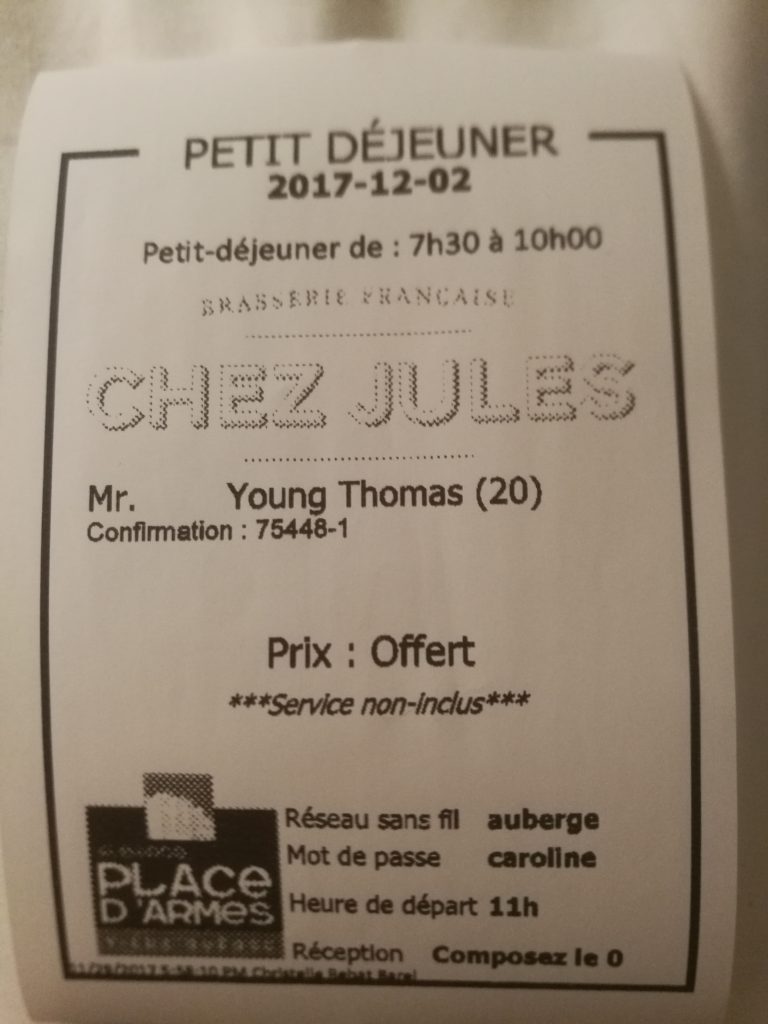 PETIT DÉJEUNER
2017-12-02
Petit-déjeuner de : 7h30 à 10h00
BRASSERIE FRANÇAISE
CHEZ JULES
Mr. Young Thomas (20)
Confirmation : 75448-1
Prix : Offert
***Service non-inclus***
PLACE
D'ARMES
Réseau sans fil auberge
Mot de passe caroline
Heure de départ 11h
Réception Composez le 0
PM Christelle